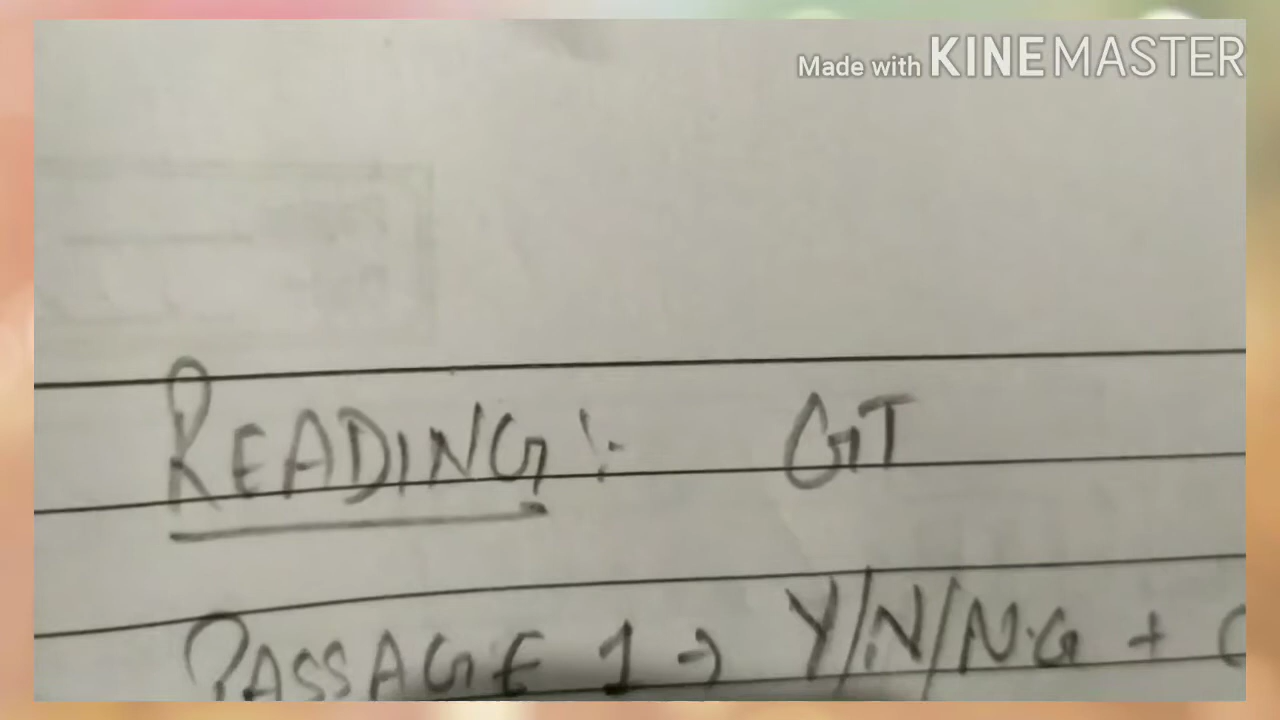 Made with KINEMASTER
READING :- GT
PASSAGE 1 → Y/N/N.G +